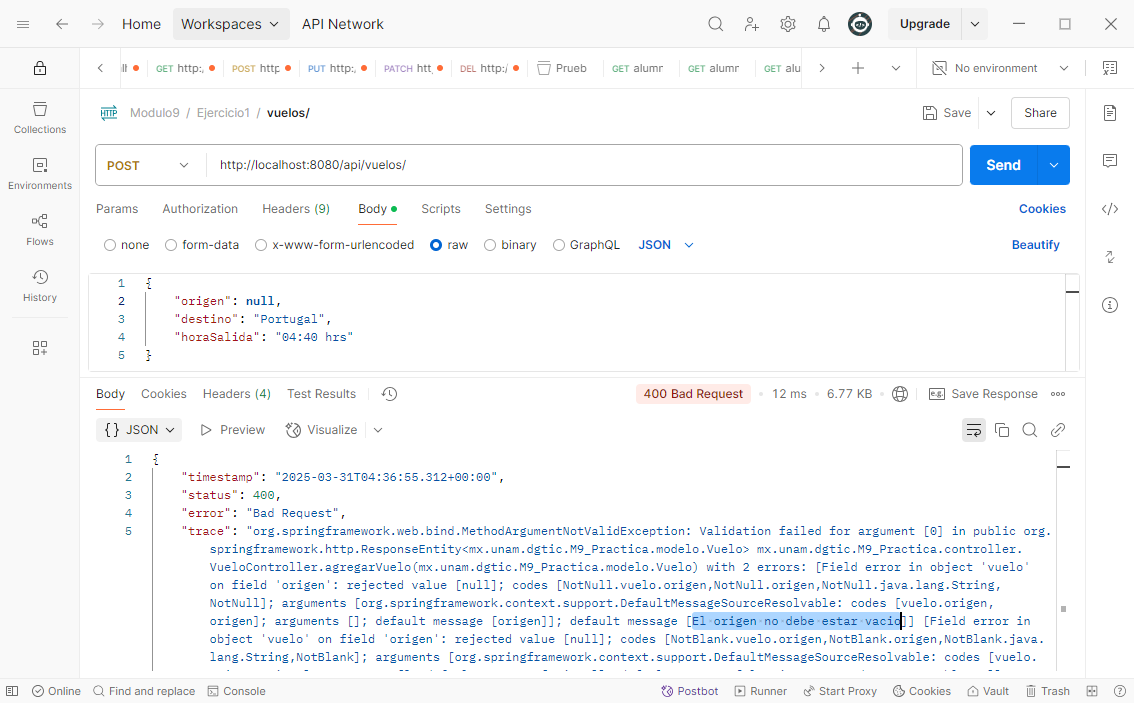 Home Workspaces API Network Upgrade
GET http:, POST http PUT http:, PATCH htt, DEL http:/ Prueb GET alumr GET alumr GET alu No environment
HTTP Modulo9 / Ejercicio1 / vuelos/ Save Share
Collections
Environments
Flows
History
POST http://localhost:8080/api/vuelos/ Send
Params Authorization Headers (9) Body Scripts Settings Cookies
none form-data x-www-form-urlencoded raw binary GraphQL JSON Beautify
1 {
2 "origen": null,
3 "destino": "Portugal",
4 "horaSalida": "04:40 hrs"
5 }
Body Cookies Headers (4) Test Results 400 Bad Request 12 ms 6.77 KB e.g. Save Response
{} JSON Preview Visualize
1 {
2 "timestamp": "2025-03-31T04:36:55.312+00:00",
3 "status": 400,
4 "error": "Bad Request",
5 "trace": "org.springframework.web.bind.MethodArgumentNotValidException: Validation failed for argument [0] in public org.
springframework.http.ResponseEntity<mx.unam.dgtic.M9_Practica.modelo.Vuelo> mx.unam.dgtic.M9_Practica.controller.
VueloController.agregarVuelo(mx.unam.dgtic.M9_Practica.modelo.Vuelo) with 2 errors: [Field error in object 'vuelo'
on field 'origen': rejected value [null]; codes [NotNull.vuelo.origen,NotNull.origen,NotNull.java.lang.String,
NotNull]; arguments [org.springframework.context.support.DefaultMessageSourceResolvable: codes [vuelo.origen,
origen]; arguments []; default message [origen]]; default message [El origen no debe estar vacio]] [Field error in
object 'vuelo' on field 'origen': rejected value [null]; codes [NotBlank.vuelo.origen,NotBlank.origen,NotBlank.java.
lang.String,NotBlank]; arguments [org.springframework.context.support.DefaultMessageSourceResolvable: codes [vuelo.
Online Find and replace Console Postbot Runner Start Proxy Cookies Vault Trash